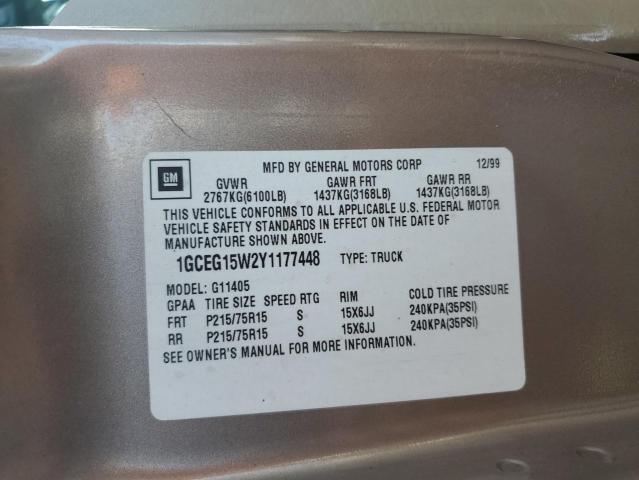 GM
MFD BY GENERAL MOTORS CORP 12/99
GVWR GAWR FRT GAWR RR
2767KG(6100LB) 1437KG(3168LB) 1437KG(3168LB)
THIS VEHICLE CONFORMS TO ALL APPLICABLE U.S. FEDERAL MOTOR
VEHICLE SAFETY STANDARDS IN EFFECT ON THE DATE OF
MANUFACTURE SHOWN ABOVE.
1GCEG15W2Y1177448 TYPE: TRUCK
MODEL: G11405
GPAA TIRE SIZE SPEED RTG RIM COLD TIRE PRESSURE
FRT P215/75R15 S 15X6JJ 240KPA(35PSI)
RR P215/75R15 S 15X6JJ 240KPA(35PSI)
SEE OWNER'S MANUAL FOR MORE INFORMATION.